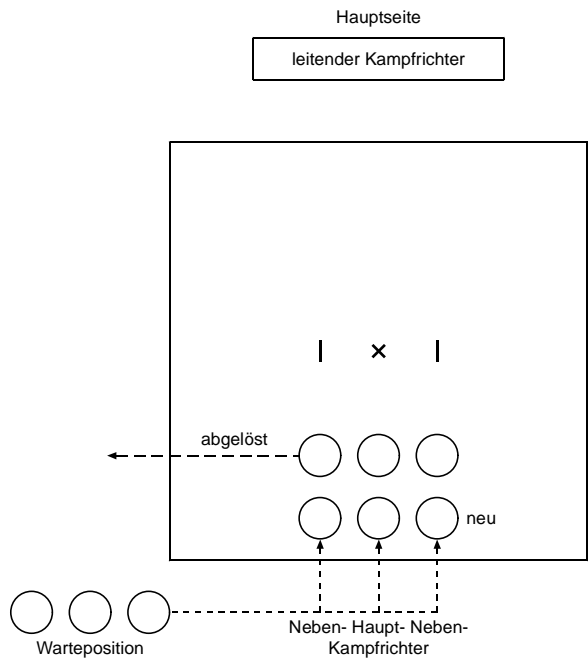 Hauptseite
leitender Kampfrichter
abgelöst
neu
Neben- Haupt- Neben-
Kampfrichter
Warteposition